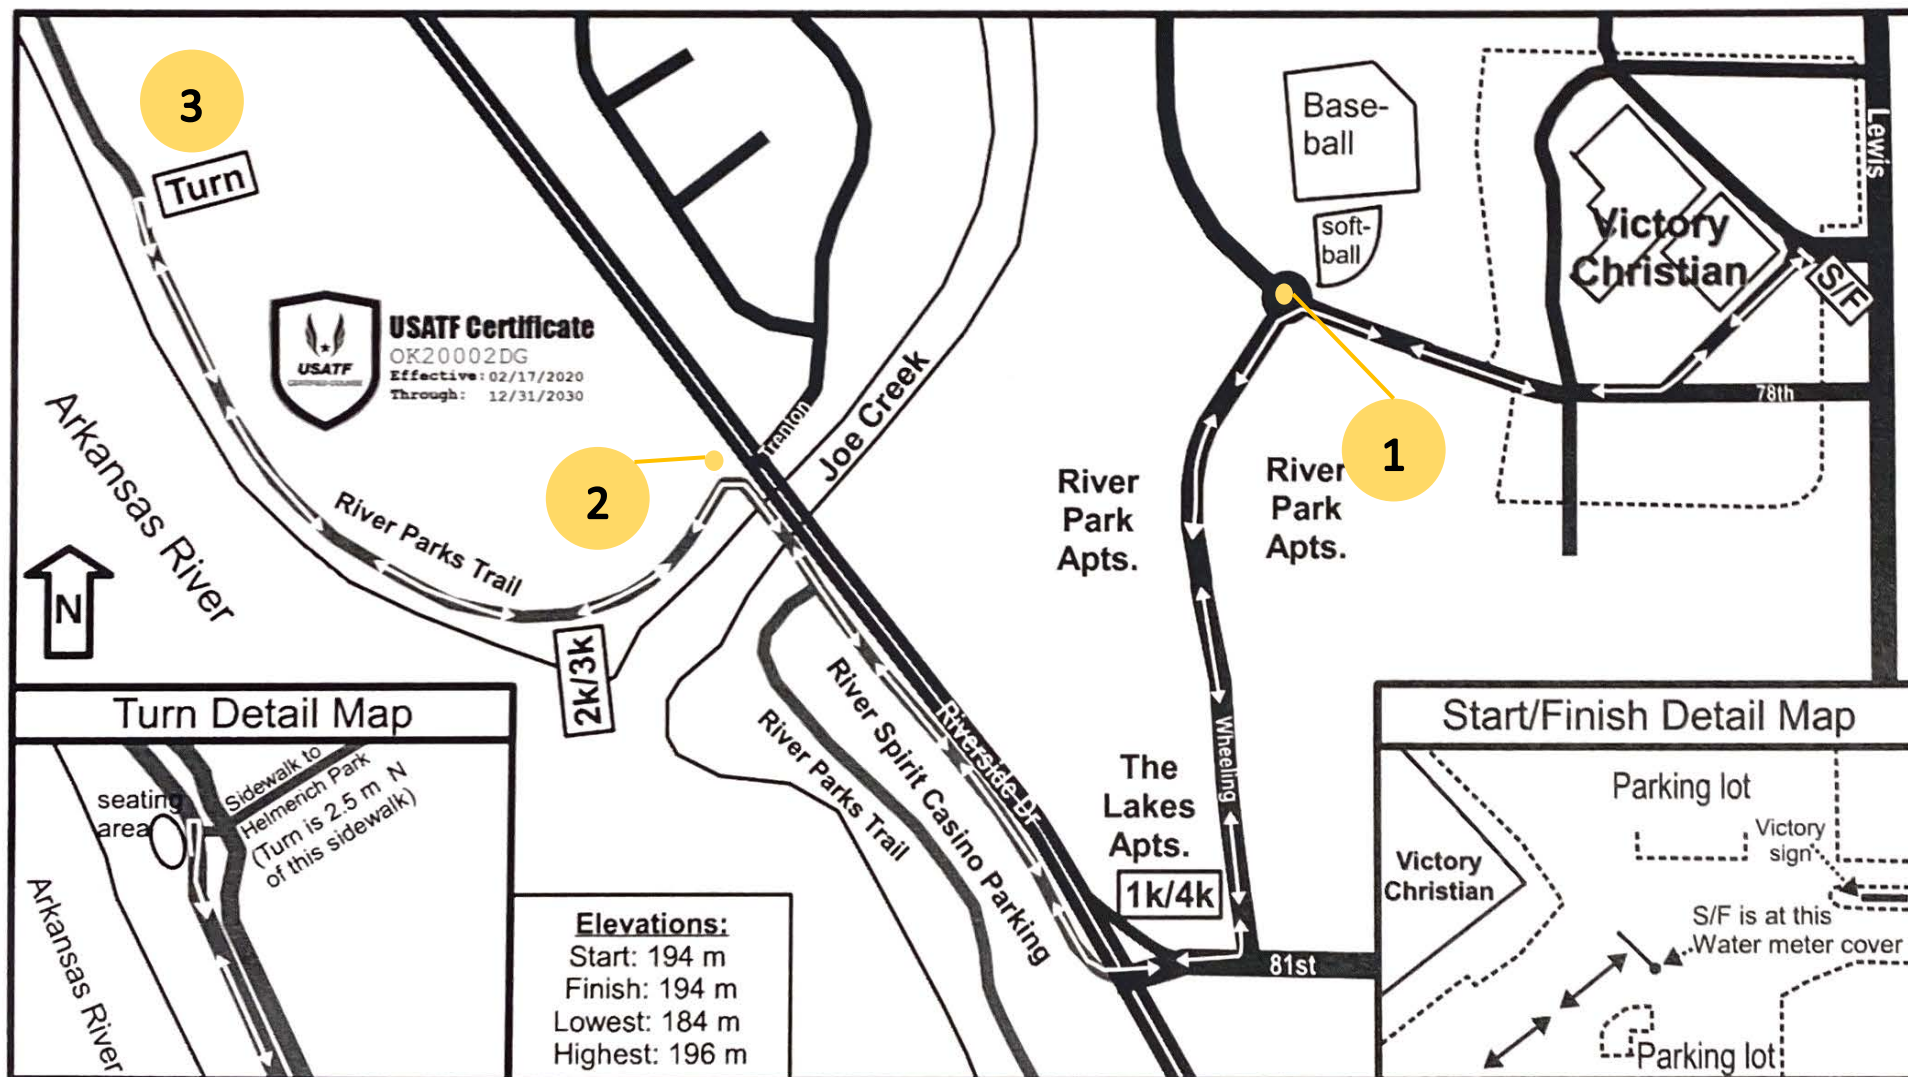 3
Turn
Base-
ball
soft-
ball
Lewis
Victory
Christian
S/F
USATF
USATF Certificate
OK20002DG
Effective: 02/17/2020
Through: 12/31/2030
Trenton
Joe Creek
78th
1
2
Arkansas River
River Parks Trail
River
Park
Apts.
River
Park
Apts.
N
2k/3k
River Spirit Casino Parking
Riverside Dr
River Parks Trail
Wheeling
The
Lakes
Apts.
1k/4k
81st
Turn Detail Map
seating
area
Sidewalk to
Helmerich Park
(Turn is 2.5 m N
of this sidewalk)
Arkansas River
Elevations:
Start: 194 m
Finish: 194 m
Lowest: 184 m
Highest: 196 m
Start/Finish Detail Map
Parking lot
Victory
sign
Victory
Christian
S/F is at this
Water meter cover
Parking lot